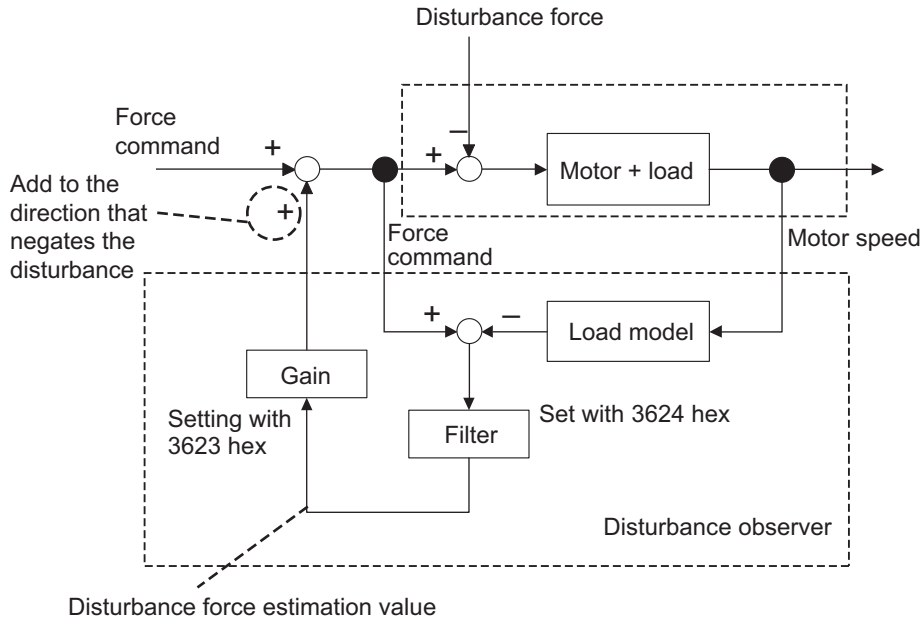 Disturbance force
Force
command
+
−
+
Motor + load
Add to the
direction that
negates the
disturbance
+
Force
command
Motor speed
+
−
Load model
Gain
Setting with
3623 hex
Filter
Set with 3624 hex
Disturbance observer
Disturbance force estimation value